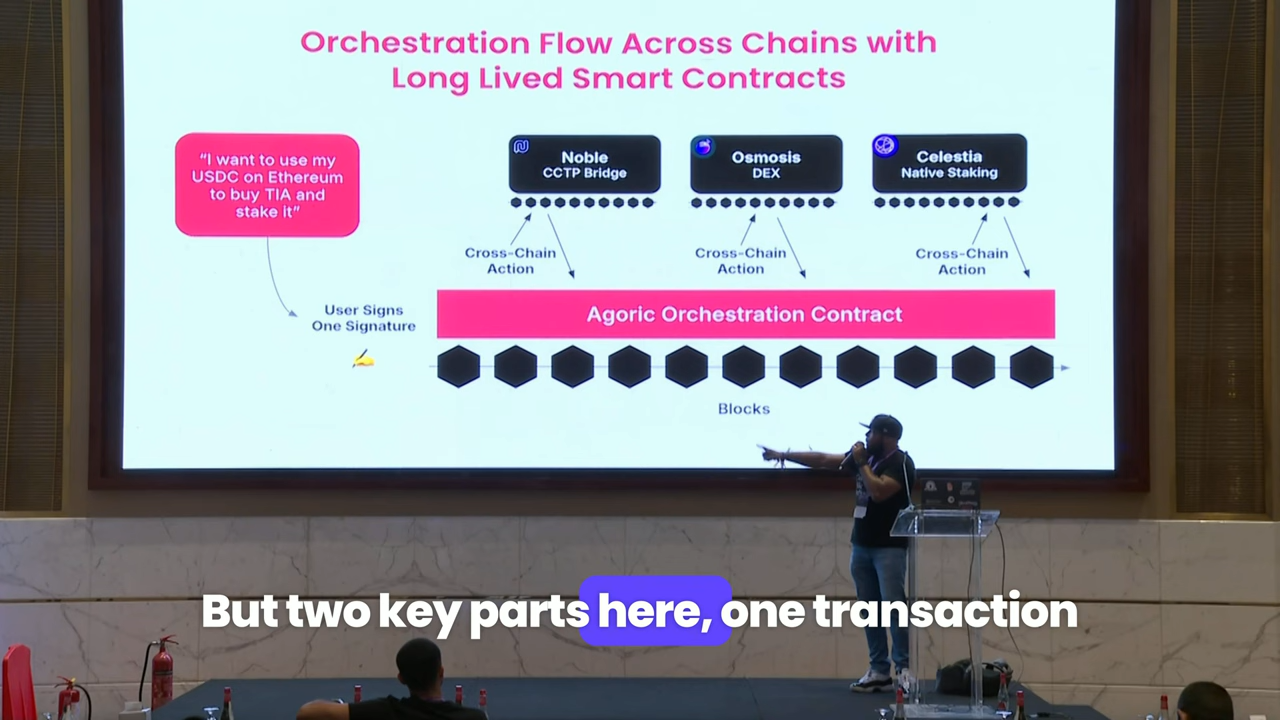 Orchestration Flow Across Chains with
Long Lived Smart Contracts
“I want to use my
USDC on Ethereum
to buy TIA and
stake it”
User Signs
One Signature
Noble
CCTP Bridge
Osmosis
DEX
Celestia
Native Staking
Cross-Chain
Action
Cross-Chain
Action
Cross-Chain
Action
Agoric Orchestration Contract
Blocks
But two key parts here, one transaction